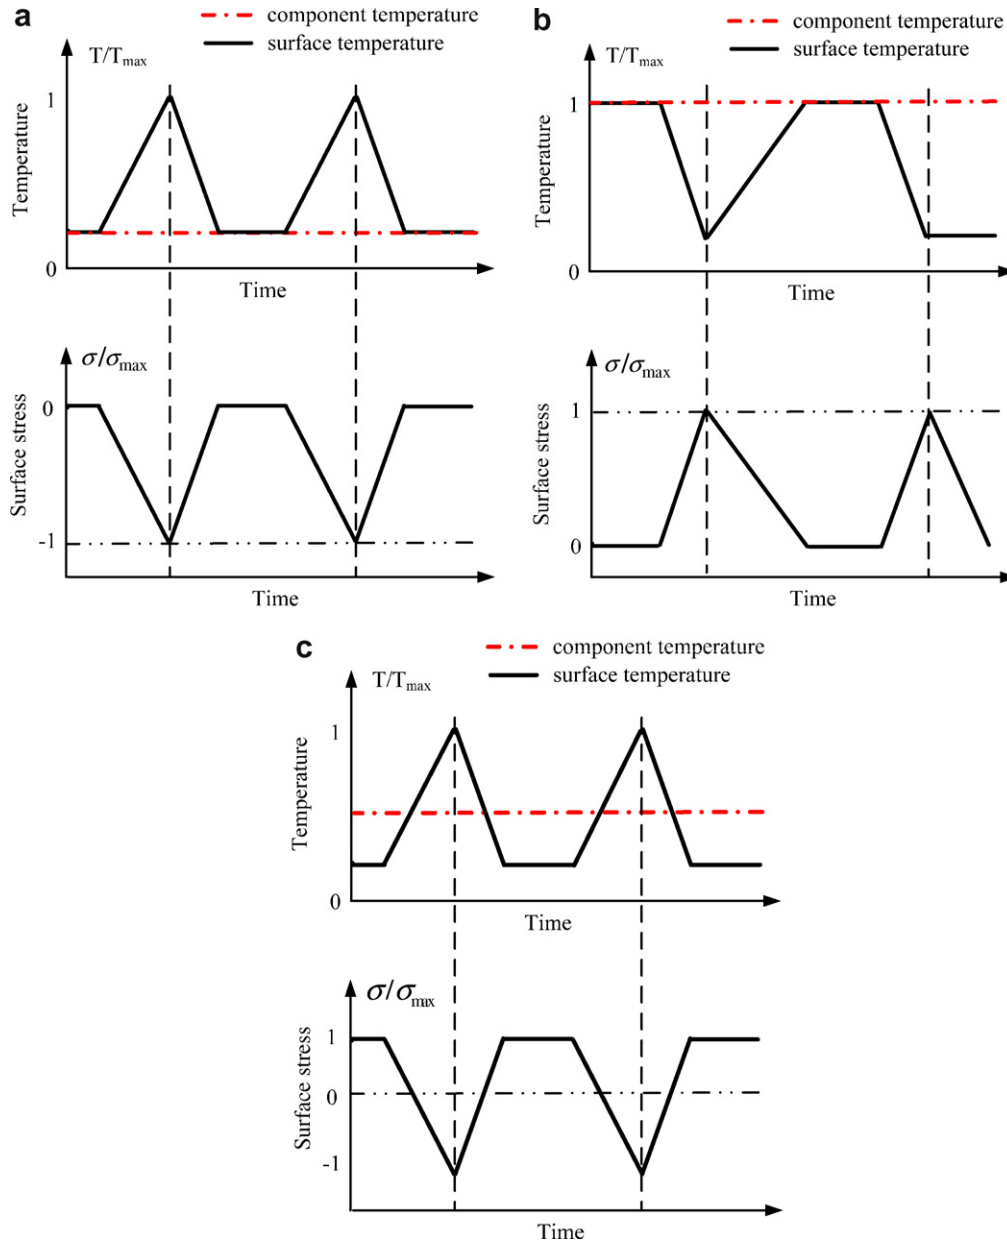 a
component temperature
surface temperature
T/Tmax
1
Temperature
0
Time
σ/σmax
0
Surface stress
-1
Time
b
component temperature
surface temperature
T/Tmax
1
Temperature
0
Time
σ/σmax
1
Surface stress
0
Time
c
component temperature
surface temperature
T/Tmax
1
Temperature
0
Time
σ/σmax
1
Surface stress
0
-1
Time